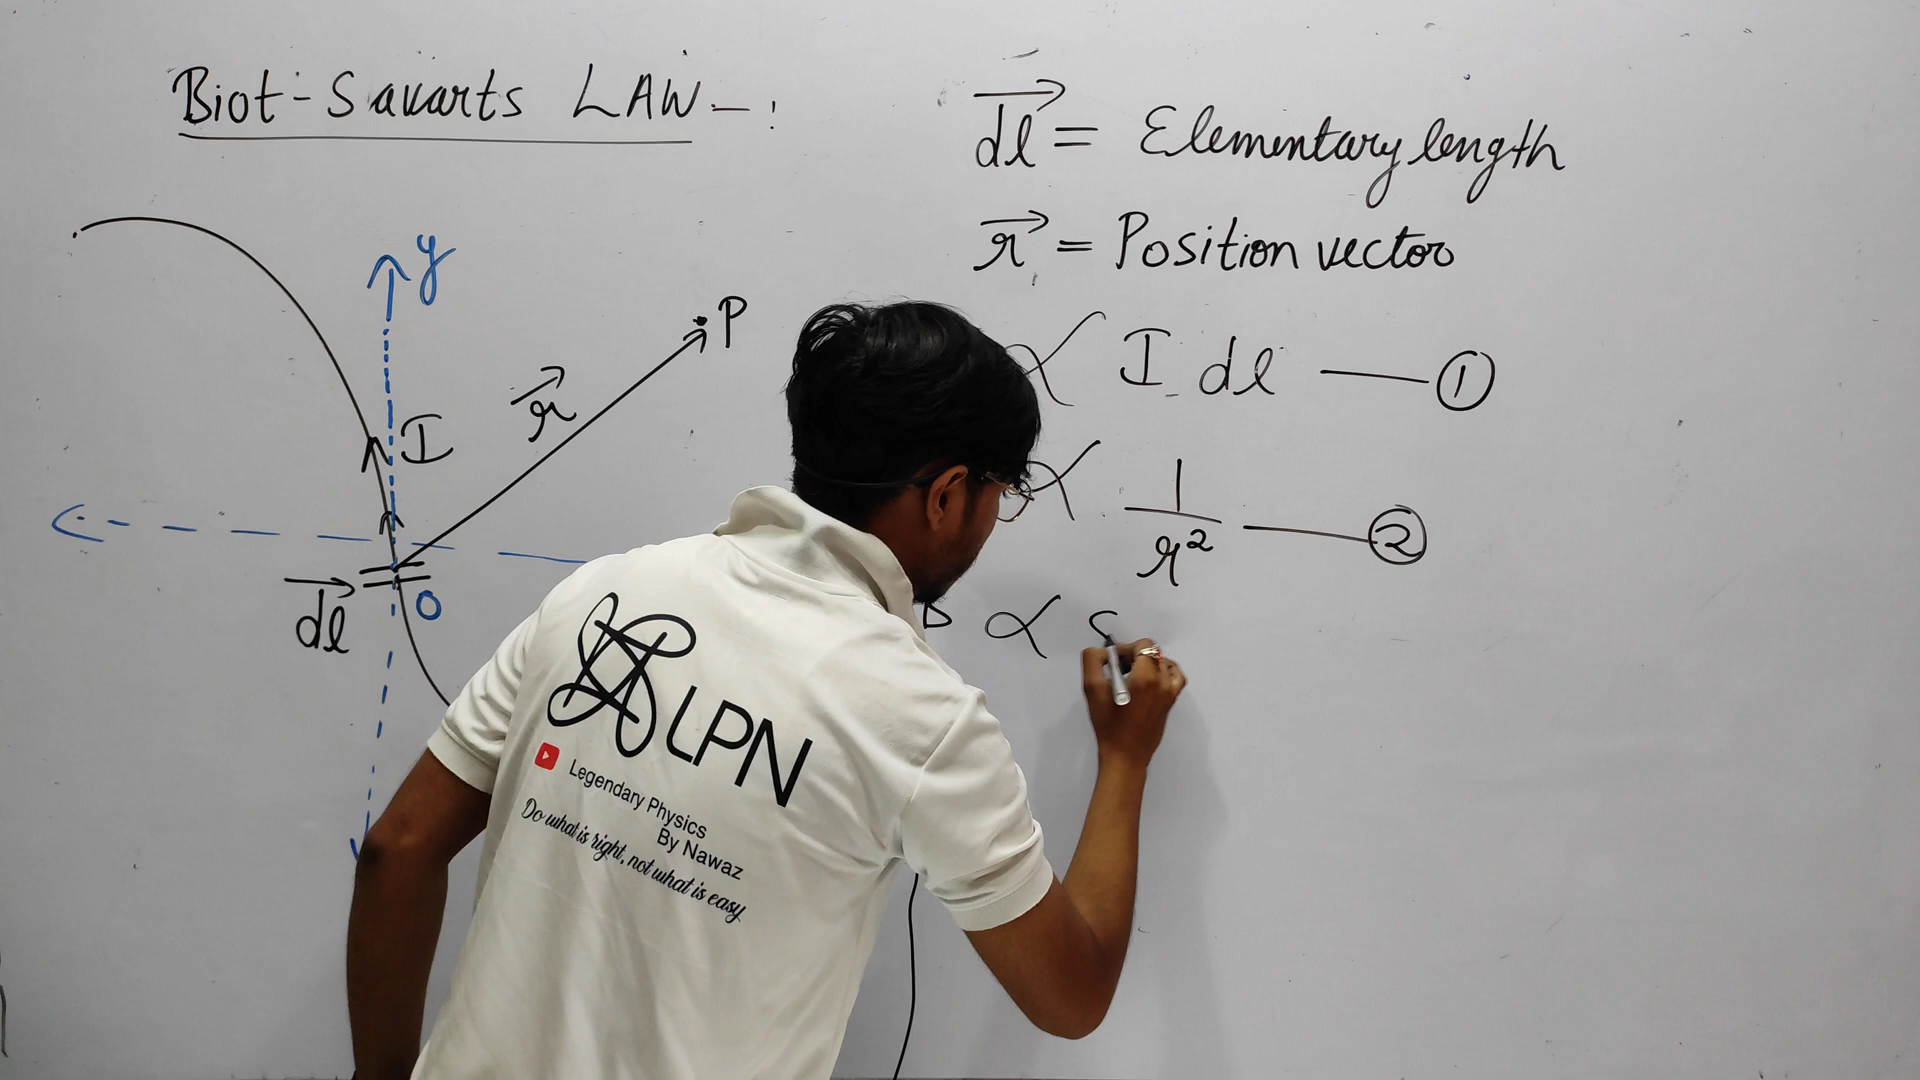 Biot-Savarts LAW-:
dl = Elementary length
r = Position vector
y
P
r
I
dl
O
∝ I dl — ①
∝ 1/r² — ②
B ∝ s
LPN
Legendary Physics
By Nawaz
Do what is right, not what is easy